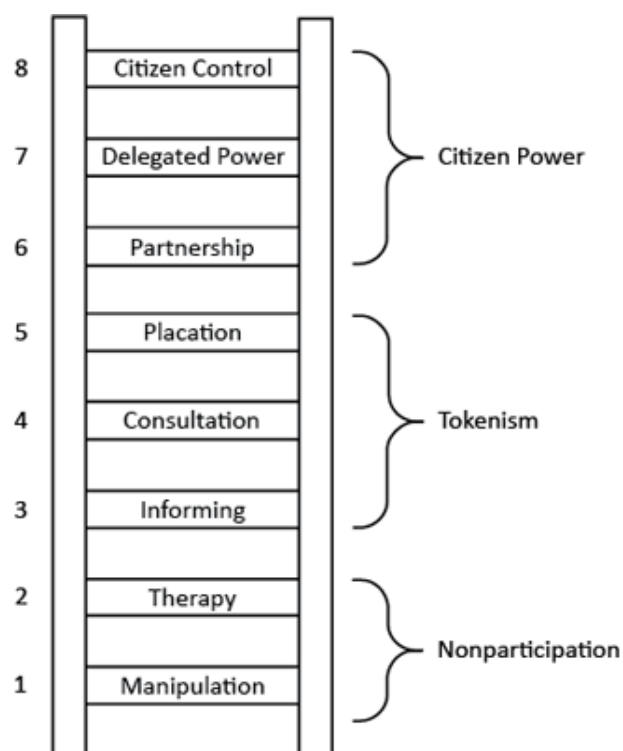 8 Citizen Control
7 Delegated Power
Citizen Power
6 Partnership
5 Placation
4 Consultation
Tokenism
3 Informing
2 Therapy
Nonparticipation
1 Manipulation